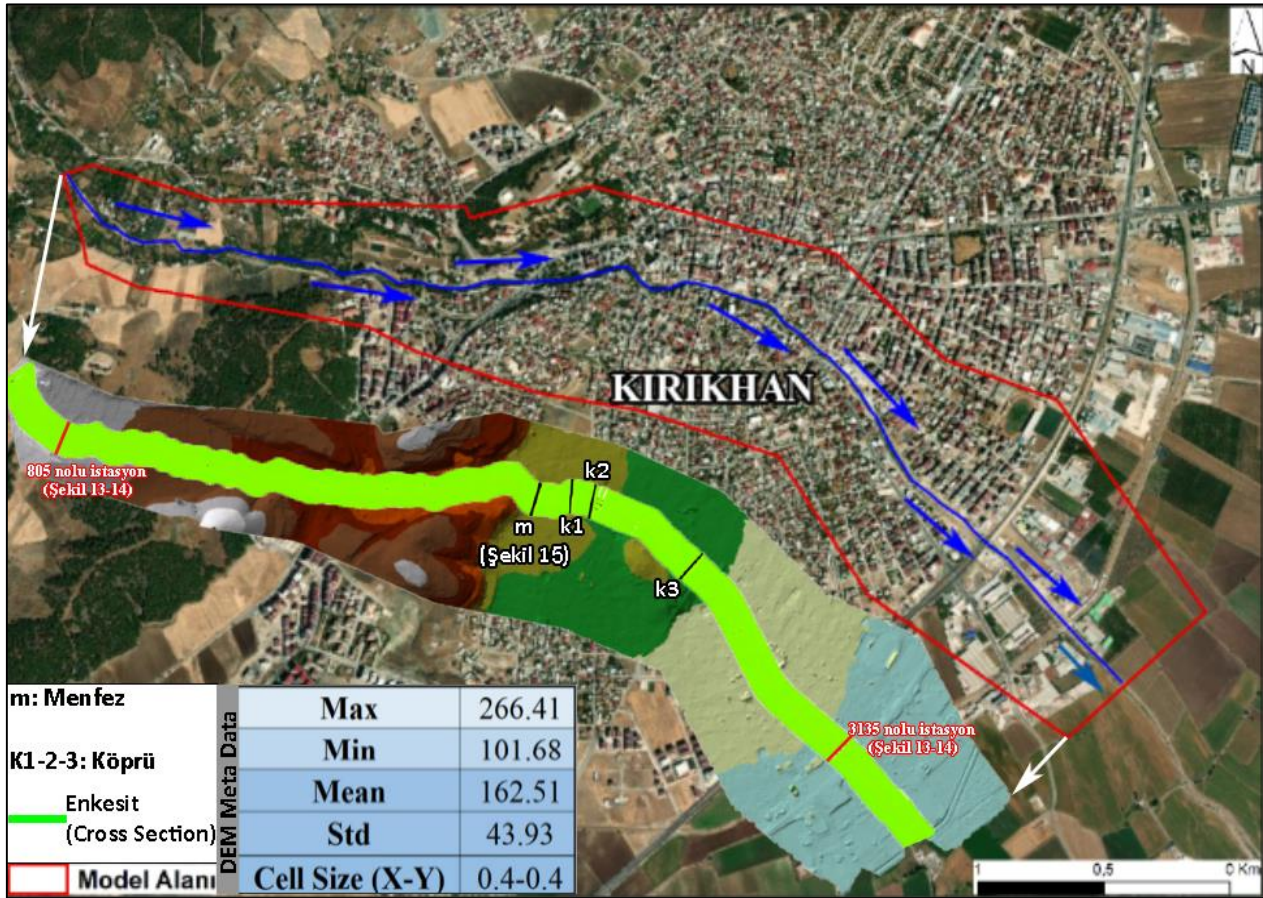 N
KIRIKHAN
805 nolu istasyon
(Şekil 13-14)
k2
m
k1
(Şekil 15)
k3
3135 nolu istasyon
(Şekil 13-14)
m: Menfez
K1-2-3: Köprü
Enkesit
(Cross Section)
Model Alanı
DEM Meta Data
Max 266.41
Min 101.68
Mean 162.51
Std 43.93
Cell Size (X-Y) 0.4-0.4
1 0,5 0 Km